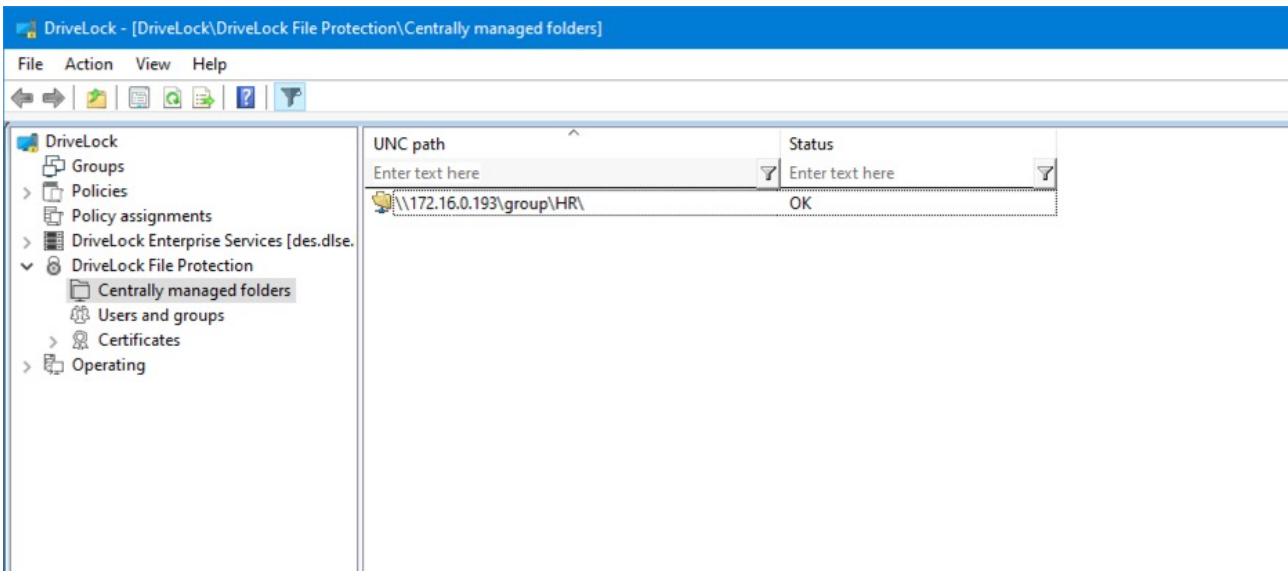 DriveLock - [DriveLock\DriveLock File Protection\Centrally managed folders]
File Action View Help
DriveLock
Groups
Policies
Policy assignments
DriveLock Enterprise Services [des.dlse.
DriveLock File Protection
Centrally managed folders
Users and groups
Certificates
Operating
UNC path Status
Enter text here Enter text here
\\172.16.0.193\group\HR\ OK